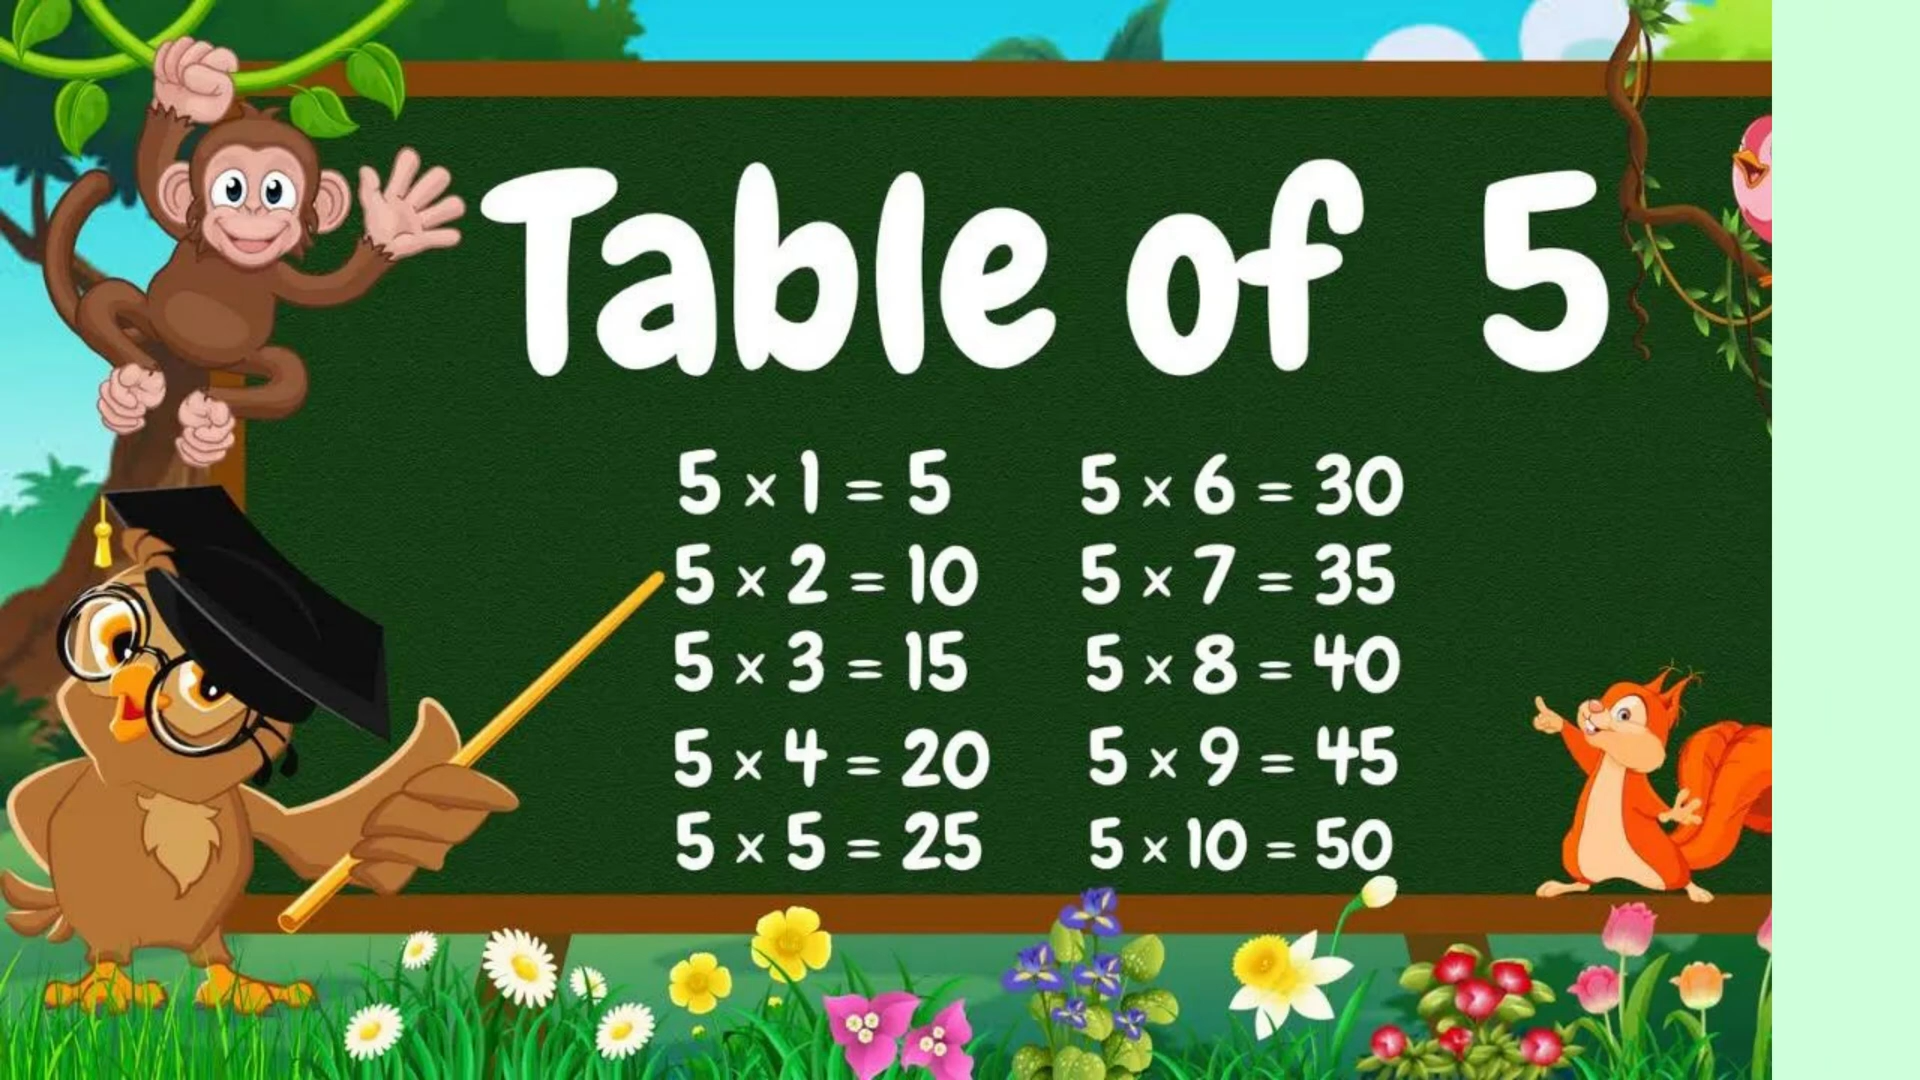 Table of 5
5 × 1 = 5
5 × 2 = 10
5 × 3 = 15
5 × 4 = 20
5 × 5 = 25
5 × 6 = 30
5 × 7 = 35
5 × 8 = 40
5 × 9 = 45
5 × 10 = 50